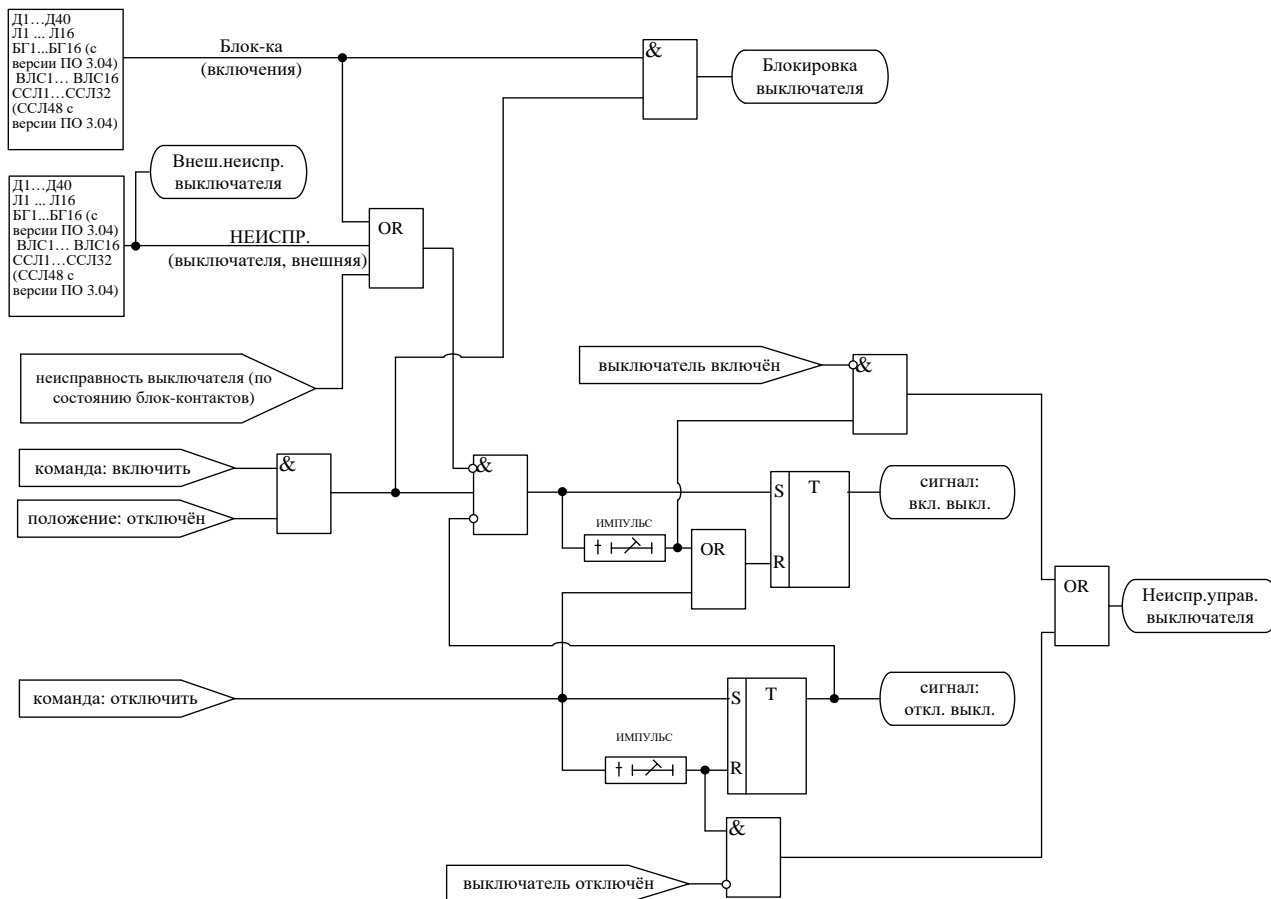 Д1…Д40
Л1 ... Л16
БГ1...БГ16 (с
версии ПО 3.04)
ВЛС1… ВЛС16
ССЛ1…ССЛ32
(ССЛ48 с
версии ПО 3.04)
Блок-ка
(включения)
&
Блокировка
выключателя
Внеш.неиспр.
выключателя
Д1…Д40
Л1 ... Л16
БГ1...БГ16 (с
версии ПО 3.04)
ВЛС1… ВЛС16
ССЛ1…ССЛ32
(ССЛ48 с
версии ПО 3.04)
НЕИСПР.
(выключателя, внешняя)
OR
неисправность выключателя (по
состоянию блок-контактов)
выключатель включён
&
команда: включить
положение: отключён
&
&
S
T
R
сигнал:
вкл. выкл.
ИМПУЛЬС
OR
OR
Неиспр.управ.
выключателя
команда: отключить
S
T
R
сигнал:
откл. выкл.
ИМПУЛЬС
&
выключатель отключён